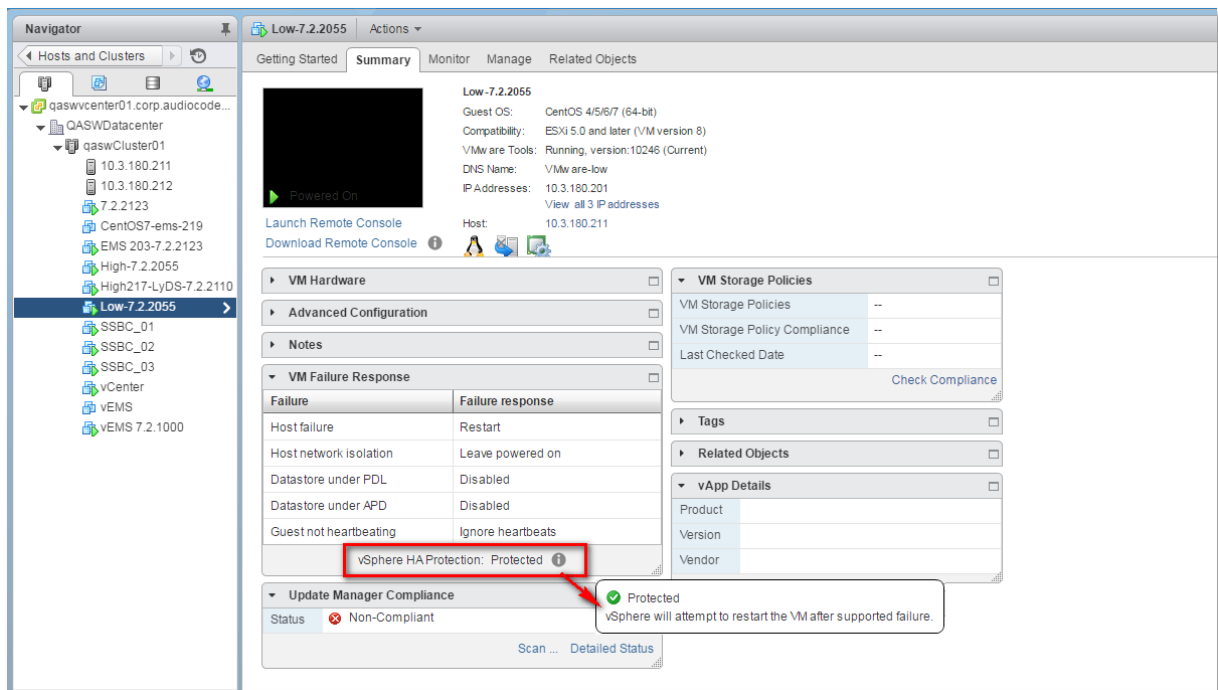 Navigator
Hosts and Clusters
qaswvcenter01.corp.audiocode...
QASWDatacenter
qaswCluster01
10.3.180.211
10.3.180.212
7.2.2123
CentOS7-ems-219
EMS 203-7.2.2123
High-7.2.2055
High217-LyDS-7.2.2110
Low-7.2.2055
SSBC_01
SSBC_02
SSBC_03
vCenter
vEMS
vEMS 7.2.1000
Low-7.2.2055 Actions
Getting Started Summary Monitor Manage Related Objects
Powered On
Launch Remote Console
Download Remote Console
Low-7.2.2055
Guest OS: CentOS 4/5/6/7 (64-bit)
Compatibility: ESXi 5.0 and later (VM version 8)
VMware Tools: Running, version:10246 (Current)
DNS Name: VMware-low
IP Addresses: 10.3.180.201
View all 3 IP addresses
Host: 10.3.180.211
VM Hardware
Advanced Configuration
Notes
VM Failure Response
Failure Failure response
Host failure Restart
Host network isolation Leave powered on
Datastore under PDL Disabled
Datastore under APD Disabled
Guest not heartbeating Ignore heartbeats
vSphere HA Protection: Protected
Update Manager Compliance
Status Non-Compliant
Scan ... Detailed Status
VM Storage Policies
VM Storage Policies --
VM Storage Policy Compliance --
Last Checked Date --
Check Compliance
Tags
Related Objects
vApp Details
Product
Version
Vendor
Protected
vSphere will attempt to restart the VM after supported failure.